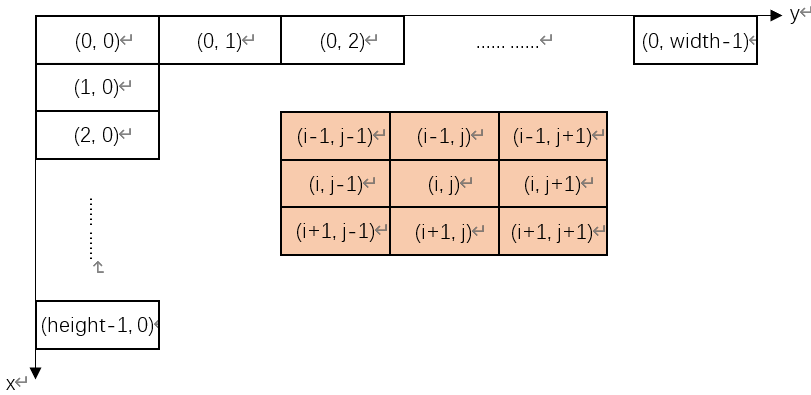 y
(0, 0) (0, 1) (0, 2) ...... ...... (0, width-1)
(1, 0)
(2, 0) (i-1, j-1) (i-1, j) (i-1, j+1)
(i, j-1) (i, j) (i, j+1)
............ (i+1, j-1) (i+1, j) (i+1, j+1)
(height-1, 0)
x